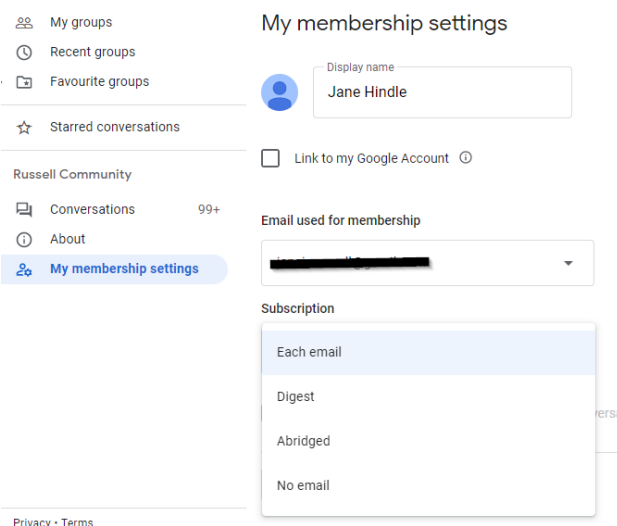 My groups
Recent groups
Favourite groups
Starred conversations
Russell Community
Conversations 99+
About
My membership settings
Privacy • Terms
My membership settings
Display name
Jane Hindle
Link to my Google Account
Email used for membership
Subscription
Each email
Digest
Abridged
No email